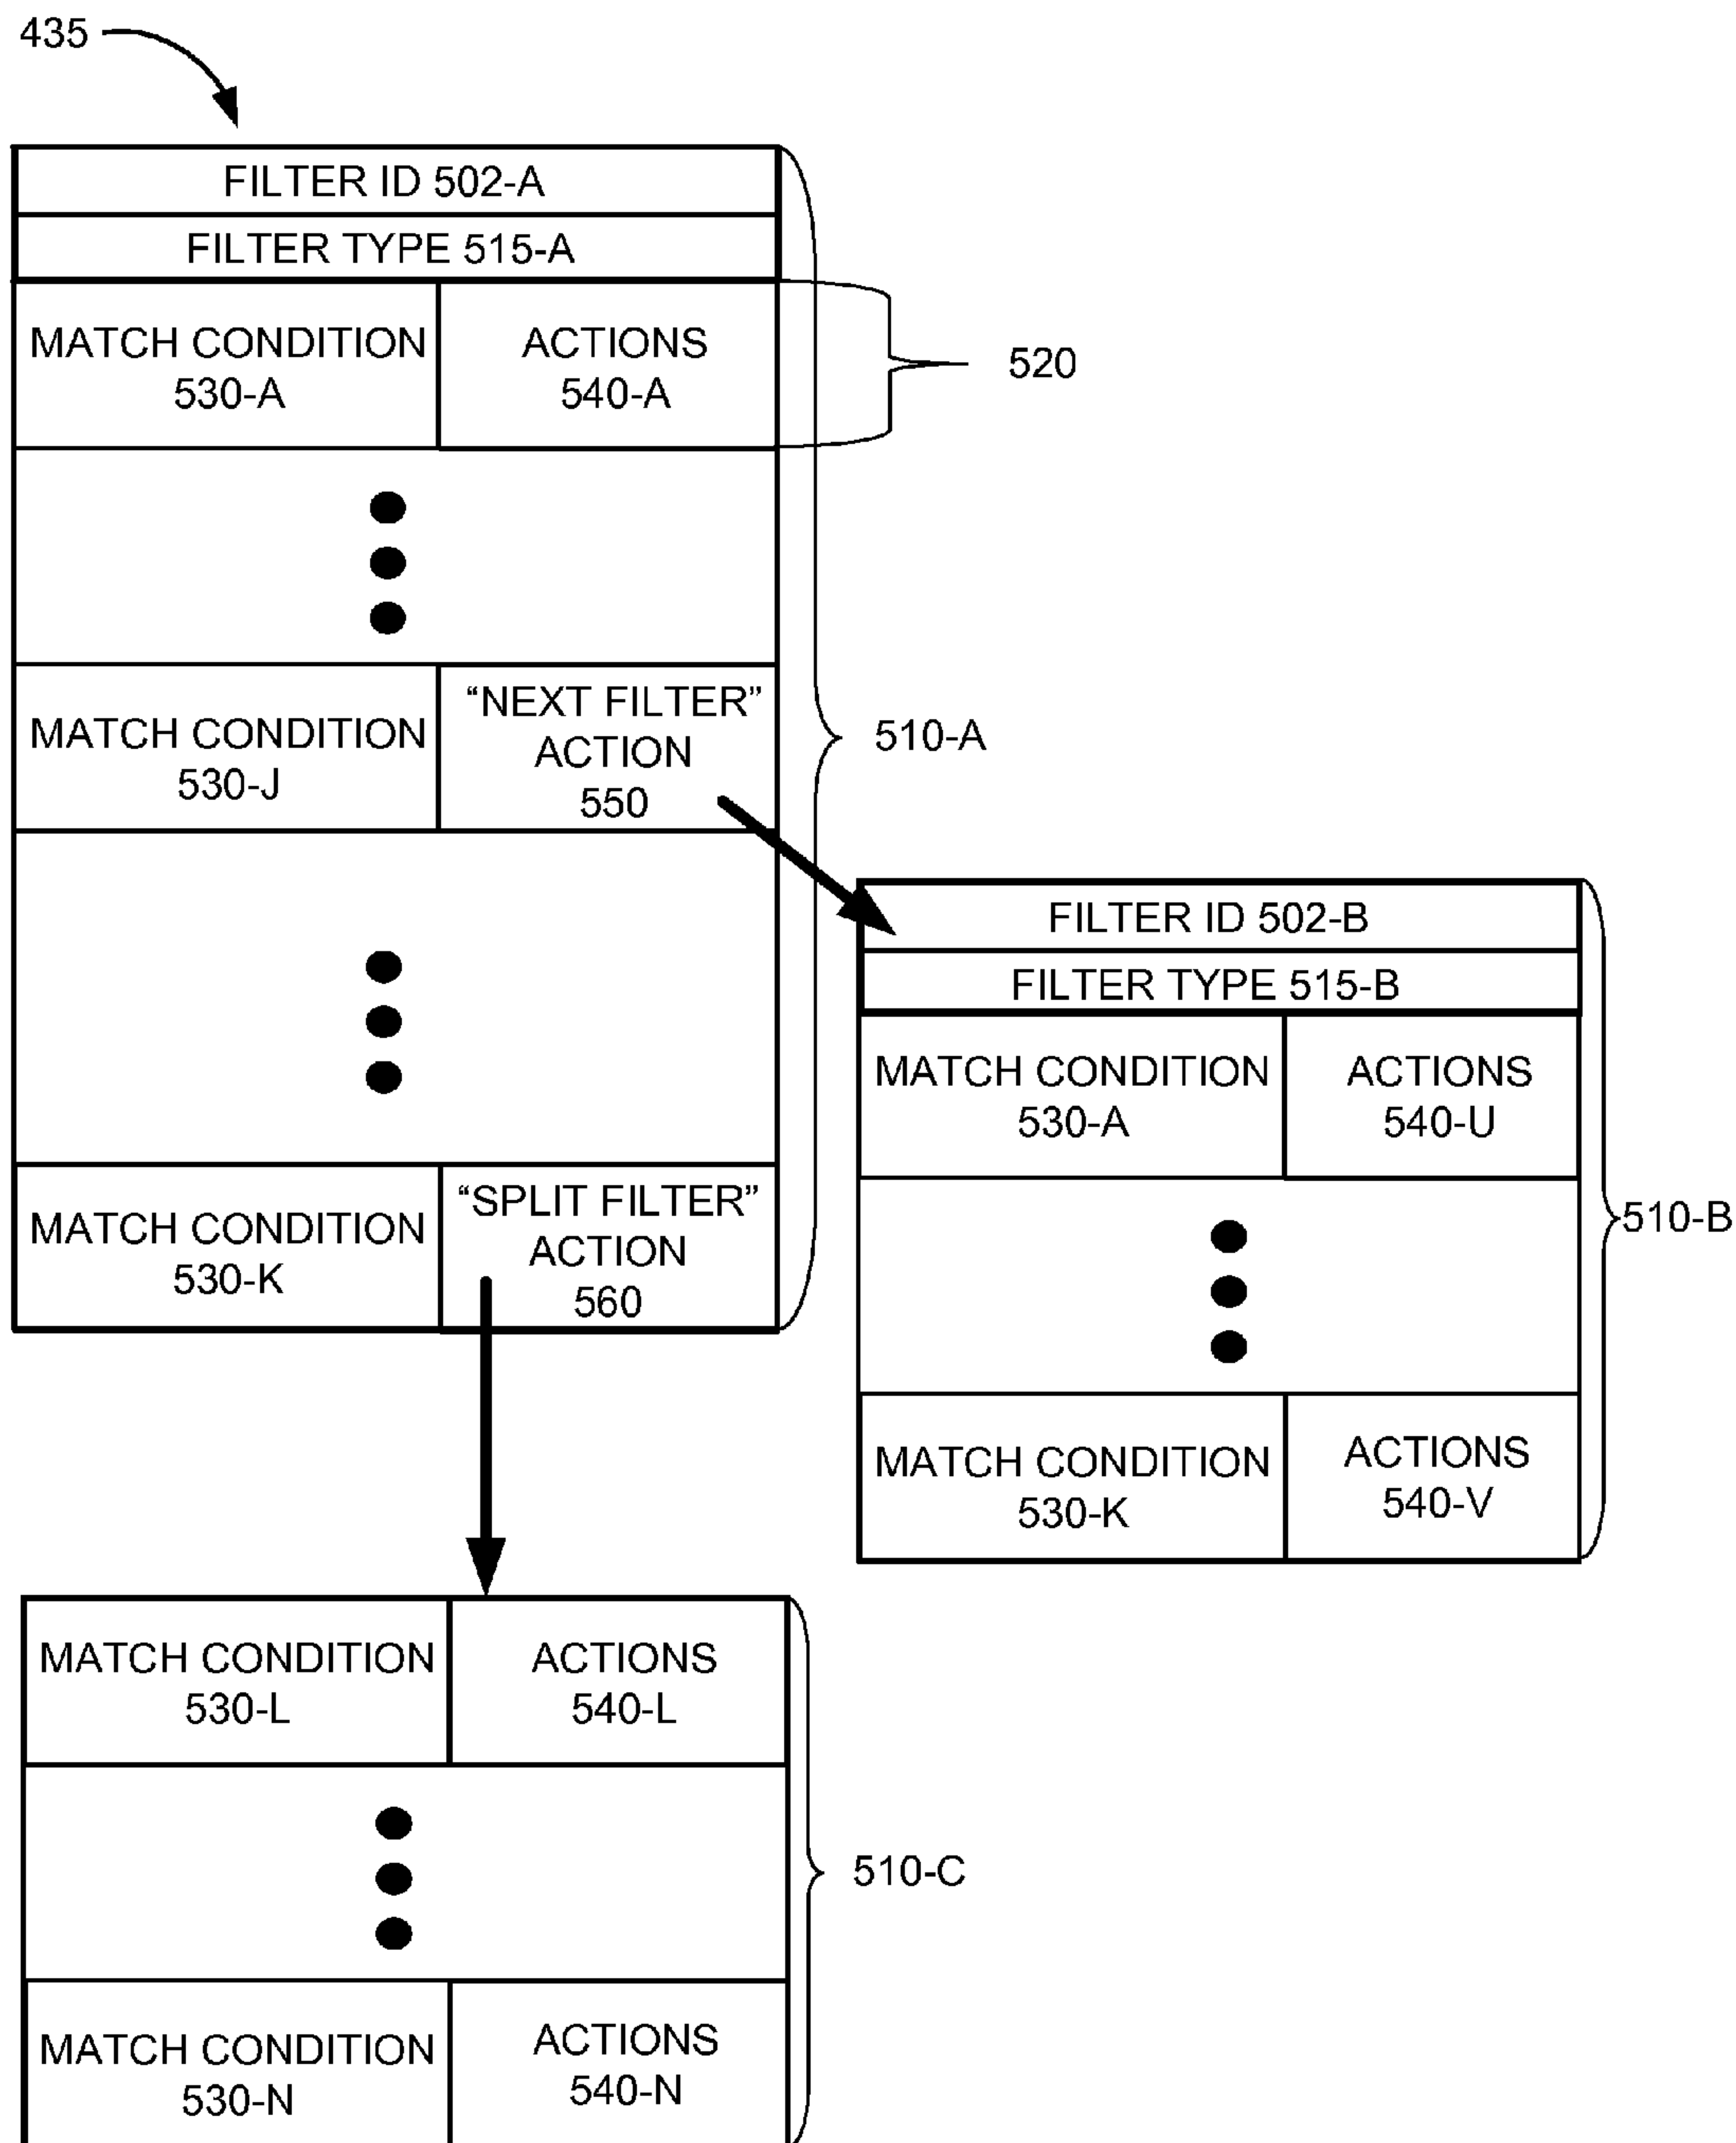 435
FILTER ID 502-A
FILTER TYPE 515-A
MATCH CONDITION
530-A
ACTIONS
540-A
520
MATCH CONDITION
530-J
“NEXT FILTER”
ACTION
550
510-A
FILTER ID 502-B
FILTER TYPE 515-B
MATCH CONDITION
530-A
ACTIONS
540-U
MATCH CONDITION
530-K
“SPLIT FILTER”
ACTION
560
510-B
MATCH CONDITION
530-K
ACTIONS
540-V
MATCH CONDITION
530-L
ACTIONS
540-L
510-C
MATCH CONDITION
530-N
ACTIONS
540-N